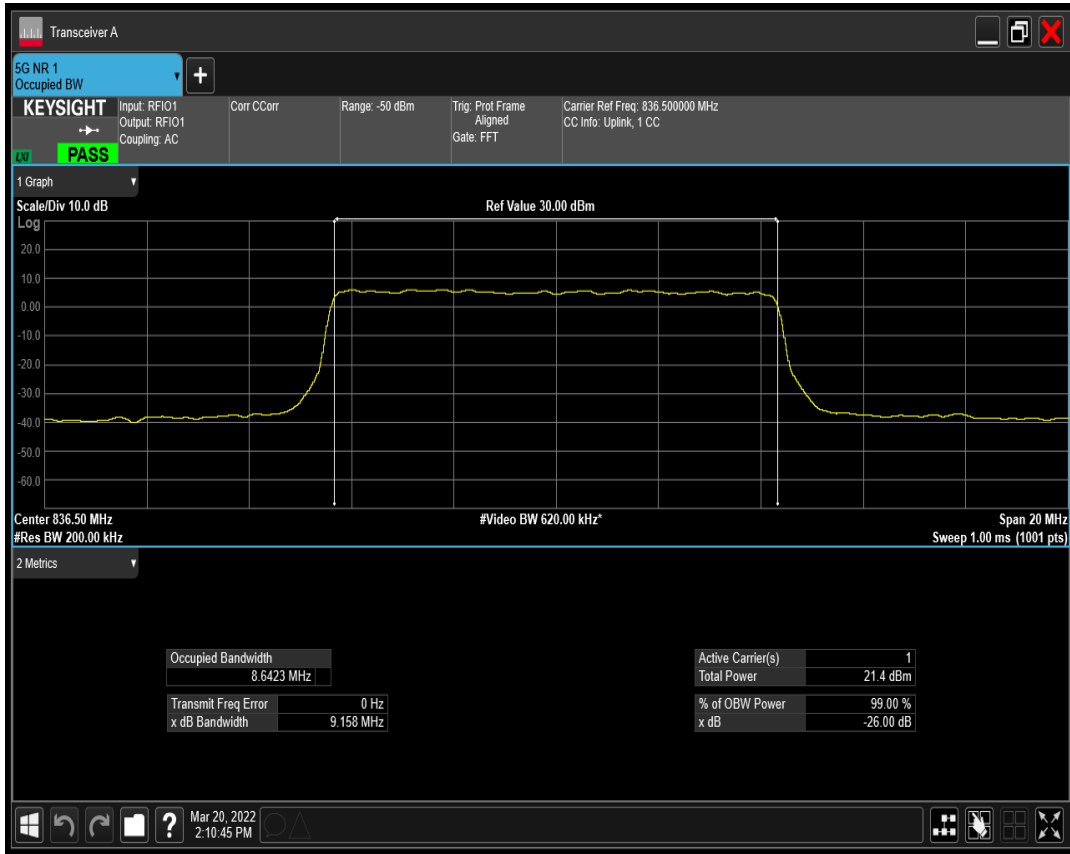 Transceiver A
5G NR 1
Occupied BW
+
KEYSIGHT
LXI
PASS
Input: RFIO1
Output: RFIO1
Coupling: AC
Corr CCorr
Range: -50 dBm
Trig: Prot Frame
Aligned
Gate: FFT
Carrier Ref Freq: 836.500000 MHz
CC Info: Uplink, 1 CC
1 Graph
Scale/Div 10.0 dB
Ref Value 30.00 dBm
Log
20.0
10.0
0.00
-10.0
-20.0
-30.0
-40.0
-50.0
-60.0
Center 836.50 MHz
#Video BW 620.00 kHz*
Span 20 MHz
#Res BW 200.00 kHz
Sweep 1.00 ms (1001 pts)
2 Metrics
Occupied Bandwidth
8.6423 MHz
Transmit Freq Error 0 Hz
x dB Bandwidth 9.158 MHz
Active Carrier(s) 1
Total Power 21.4 dBm
% of OBW Power 99.00 %
x dB -26.00 dB
?
Mar 20, 2022
2:10:45 PM